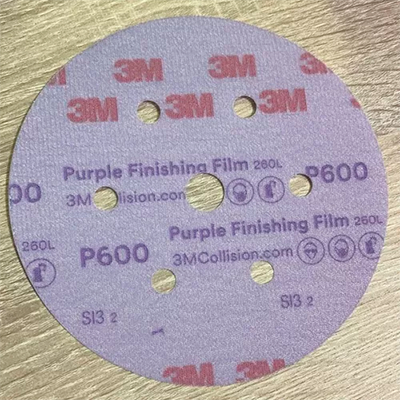 3M 3M
3M 3M 3M
Purple Finishing Film 260L P600
00 3MCollision.com
Purple Finishing Film 260L
260L P600 3MCollision.com
SI3 2 SI3 2
3M 3M